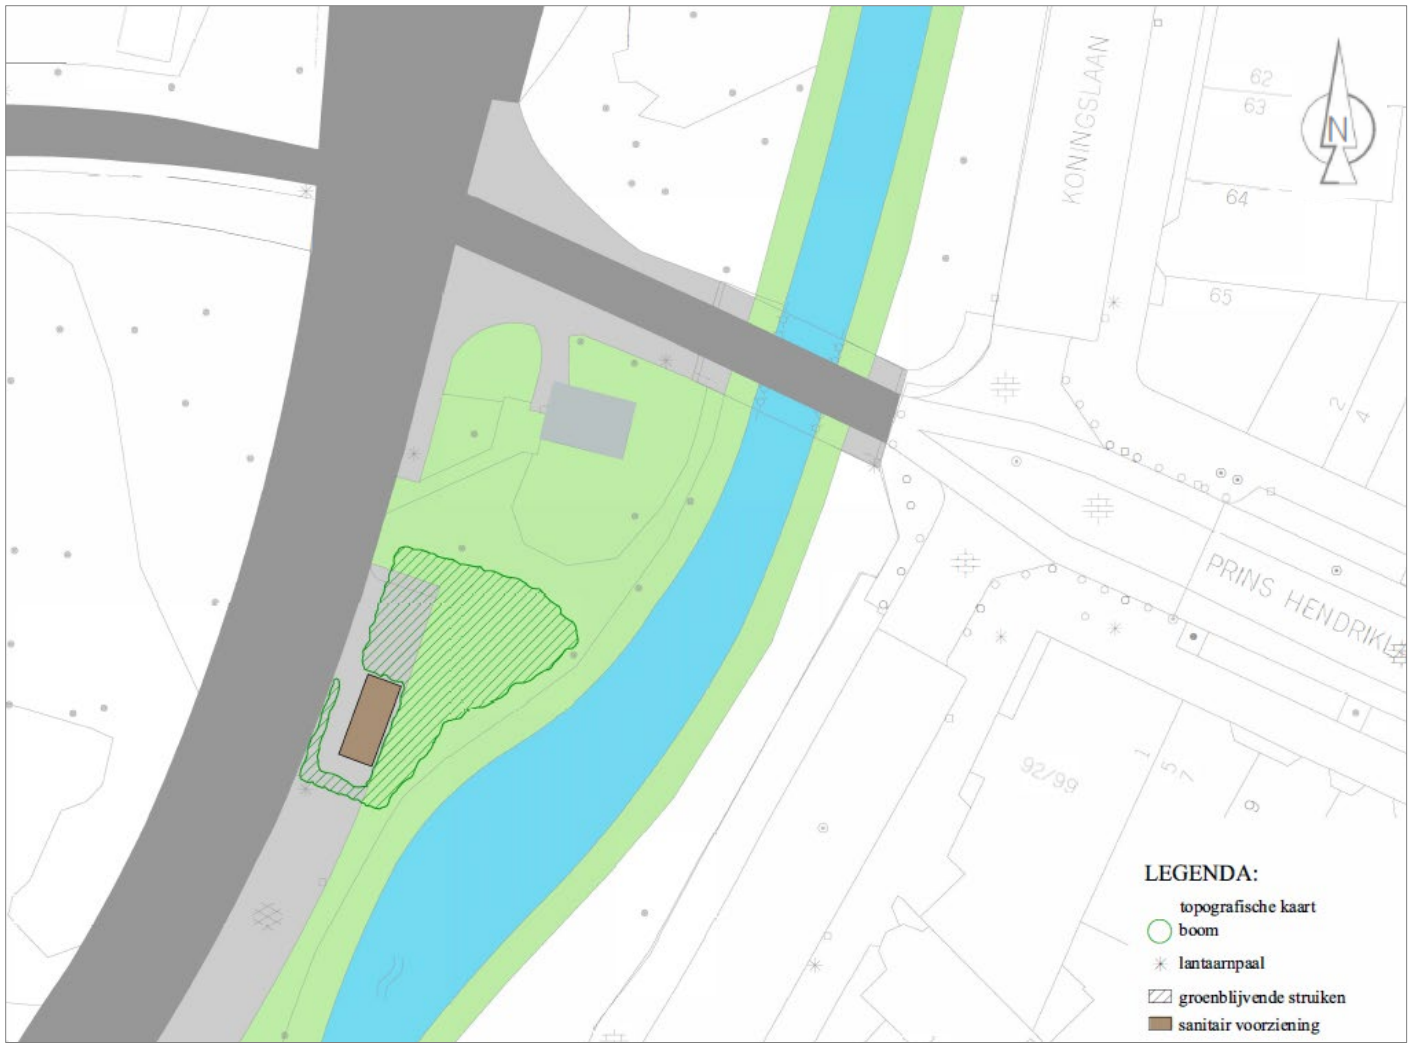 KONINGSLAAN
62
63
N
64
65
2
4
PRINS HENDRIKL
92/99
1
5
7
9
LEGENDA:
topografische kaart
boom
lantaarnpaal
groenblijvende struiken
sanitair voorziening